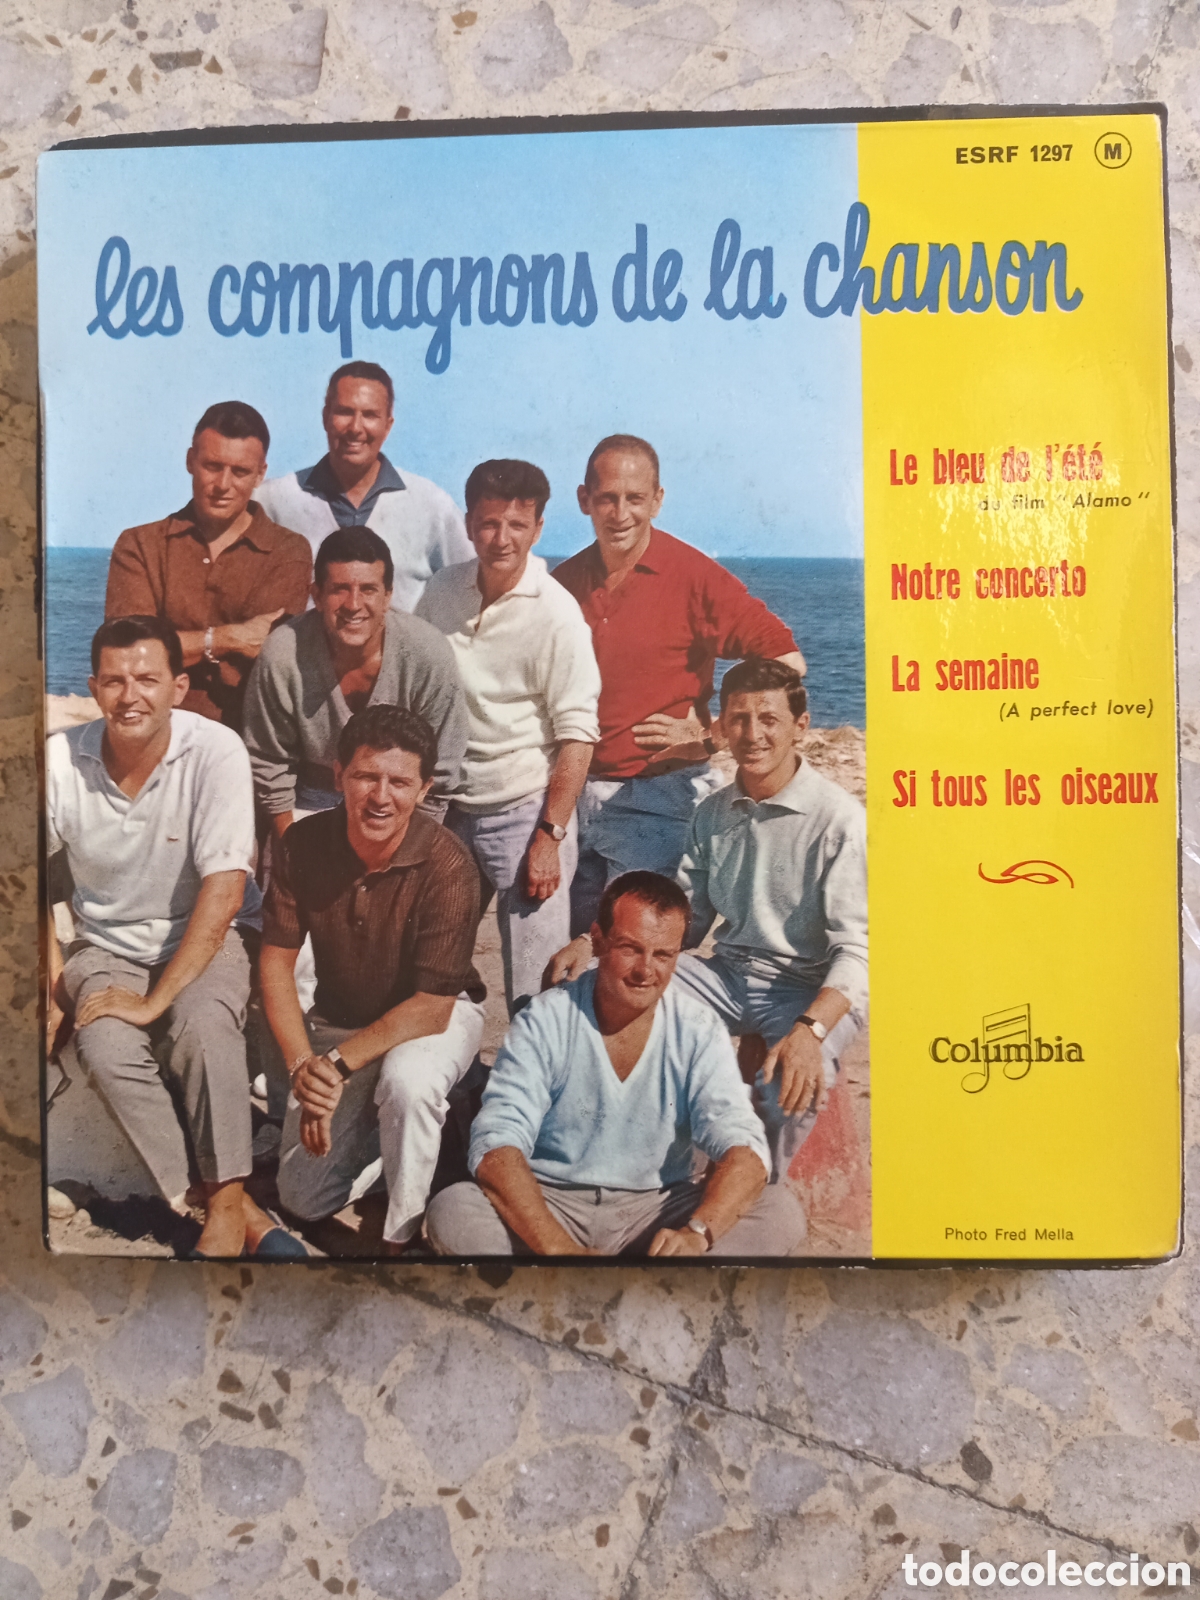 ESRF 1297 M
les compagnons de la chanson
Le bleu de l'été
du film "Alamo"
Notre concerto
La semaine
(A perfect love)
Si tous les oiseaux
Columbia
Photo Fred Mella
todocoleccion